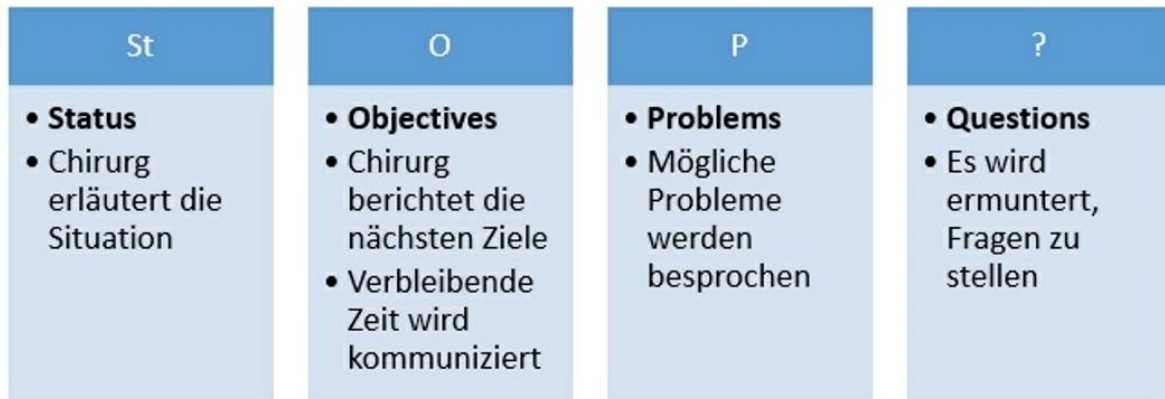 St
• Status
• Chirurg
erläutert die
Situation
O
• Objectives
• Chirurg
berichtet die
nächsten Ziele
• Verbleibende
Zeit wird
kommuniziert
P
• Problems
• Mögliche
Probleme
werden
besprochen
?
• Questions
• Es wird
ermuntert,
Fragen zu
stellen